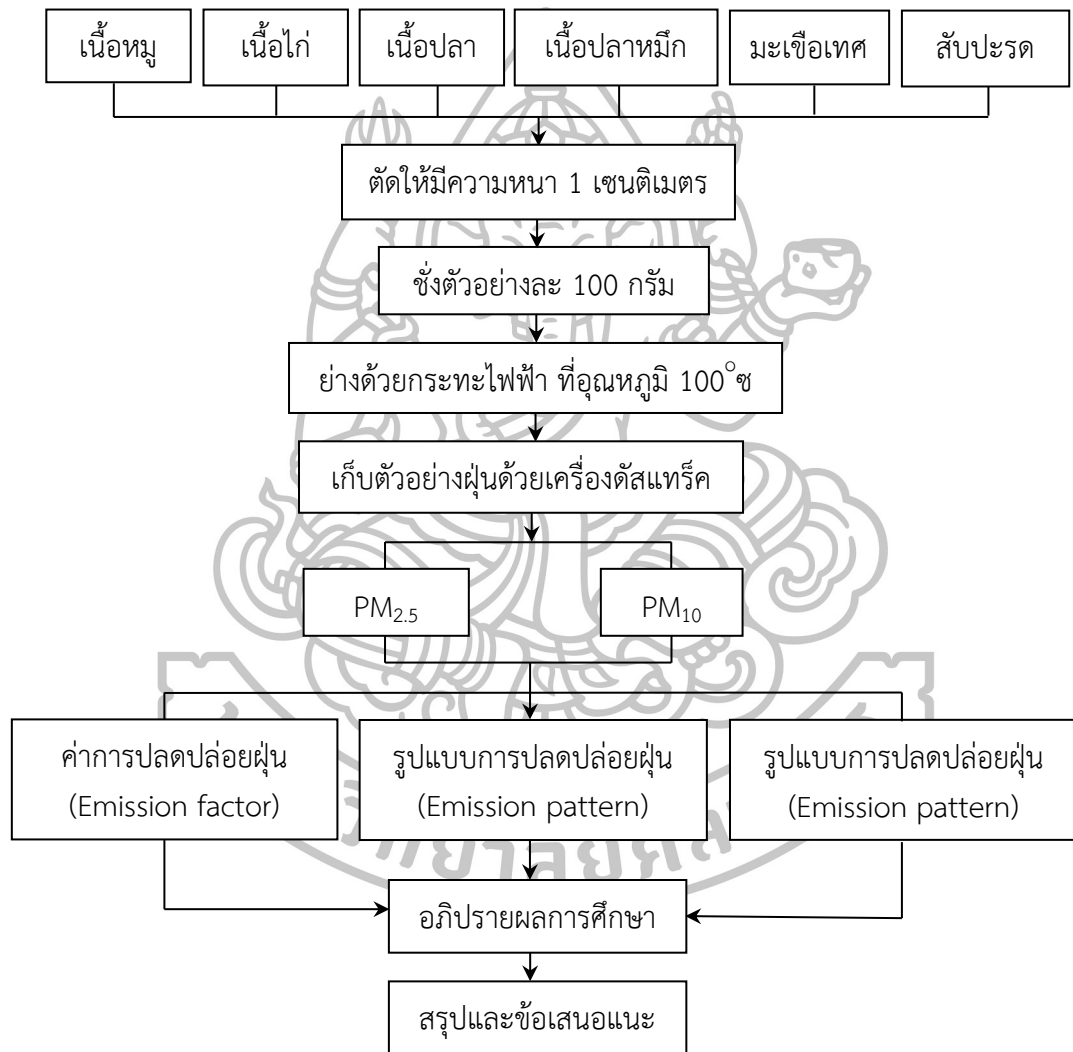 เนื้อหมู
เนื้อไก่
เนื้อปลา
เนื้อปลาหมึก
มะเขือเทศ
สับปะรด
ตัดให้มีความหนา 1 เซนติเมตร
ชั่งตัวอย่างละ 100 กรัม
ย่างด้วยกระทะไฟฟ้า ที่อุณหภูมิ 100°ซ
เก็บตัวอย่างฝุ่นด้วยเครื่องดัสแทร็ค
PM2.5
PM10
ค่าการปลดปล่อยฝุ่น
(Emission factor)
รูปแบบการปลดปล่อยฝุ่น
(Emission pattern)
รูปแบบการปลดปล่อยฝุ่น
(Emission pattern)
อภิปรายผลการศึกษา
สรุปและข้อเสนอแนะ